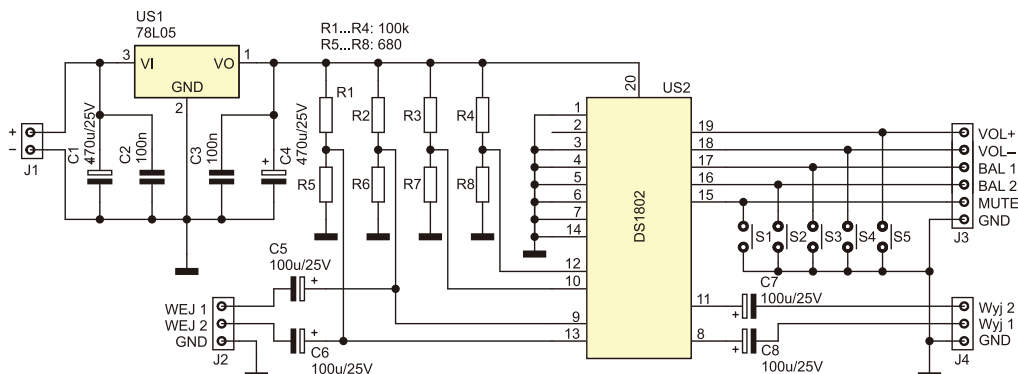 US1
78L05
R1...R4: 100k
R5...R8: 680
3
VI
VO
1
GND
2
20
US2
J1
+
−
C1
470u/25V
C2
100n
C3
100n
+
C4
470u/25V
R1
R2
R3
R4
R5
R6
R7
R8
1
2
3
4
5
6
7
14
12
10
9
13
DS1802
19
18
17
16
15
11
8
VOL+
VOL−
BAL 1
BAL 2
MUTE
GND
J3
S1
S2
S3
S4
S5
C5
100u/25V
+
WEJ 1
WEJ 2
GND
J2
+
C6
100u/25V
C7
100u/25V
+
+
C8
100u/25V
Wyj 2
Wyj 1
GND
J4